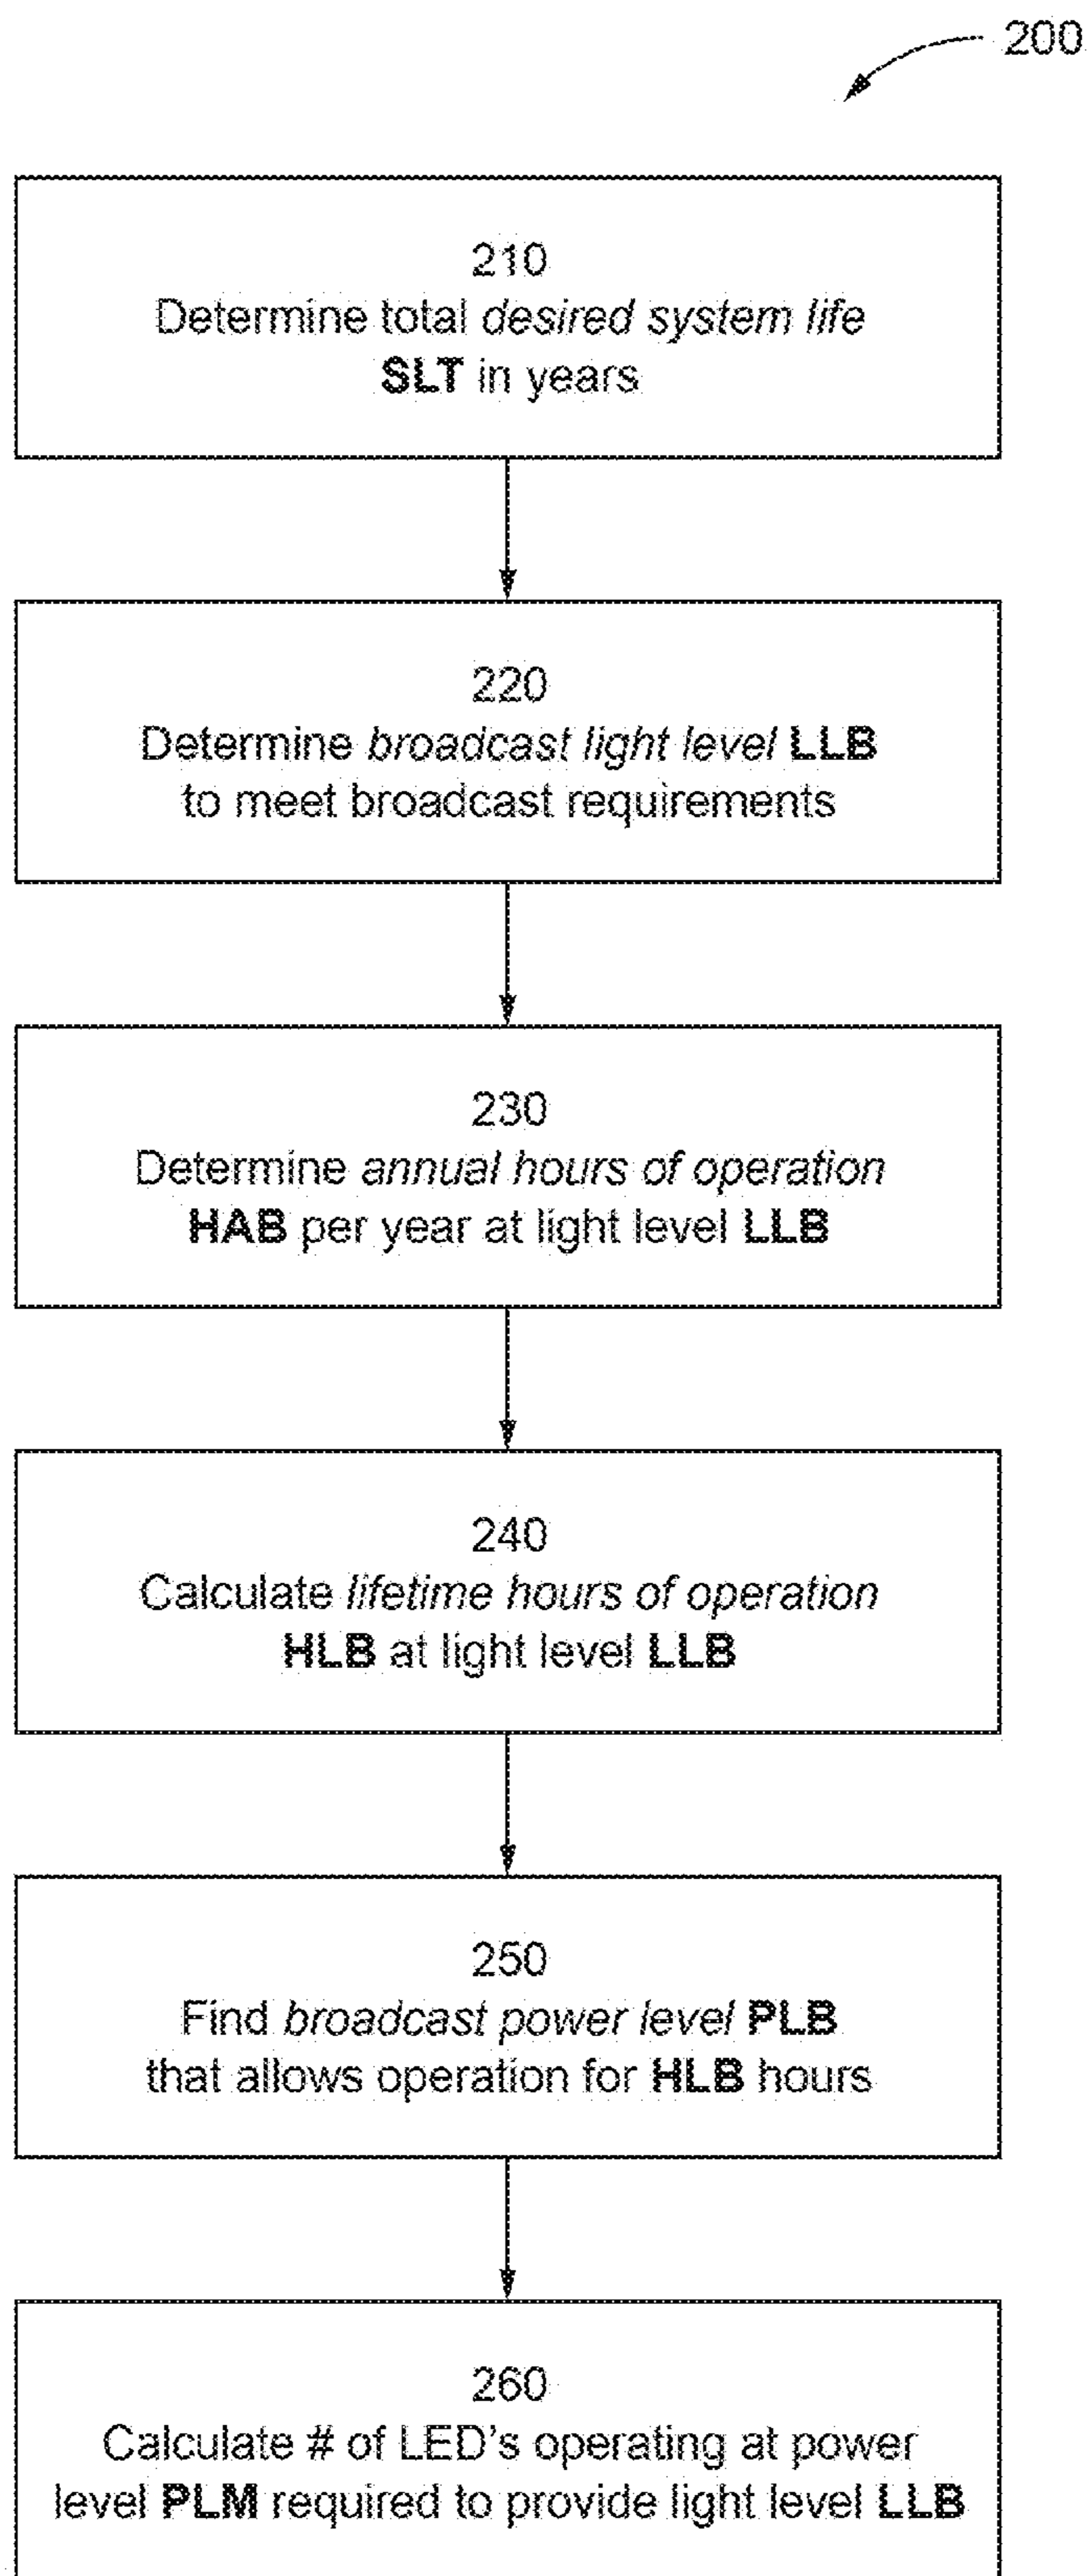 200
210
Determine total desired system life
SLT in years
220
Determine broadcast light level LLB
to meet broadcast requirements
230
Determine annual hours of operation
HAB per year at light level LLB
240
Calculate lifetime hours of operation
HLB at light level LLB
250
Find broadcast power level PLB
that allows operation for HLB hours
260
Calculate # of LED's operating at power
level PLM required to provide light level LLB